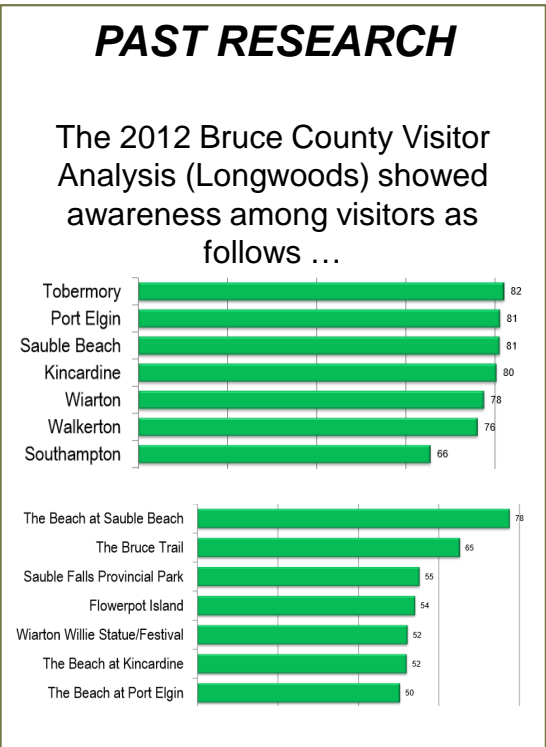 PAST RESEARCH
The 2012 Bruce County Visitor
Analysis (Longwoods) showed
awareness among visitors as
follows …
Tobermory 82
Port Elgin 81
Sauble Beach 81
Kincardine 80
Wiarton 78
Walkerton 76
Southampton 66
The Beach at Sauble Beach 78
The Bruce Trail 65
Sauble Falls Provincial Park 55
Flowerpot Island 54
Wiarton Willie Statue/Festival 52
The Beach at Kincardine 52
The Beach at Port Elgin 50